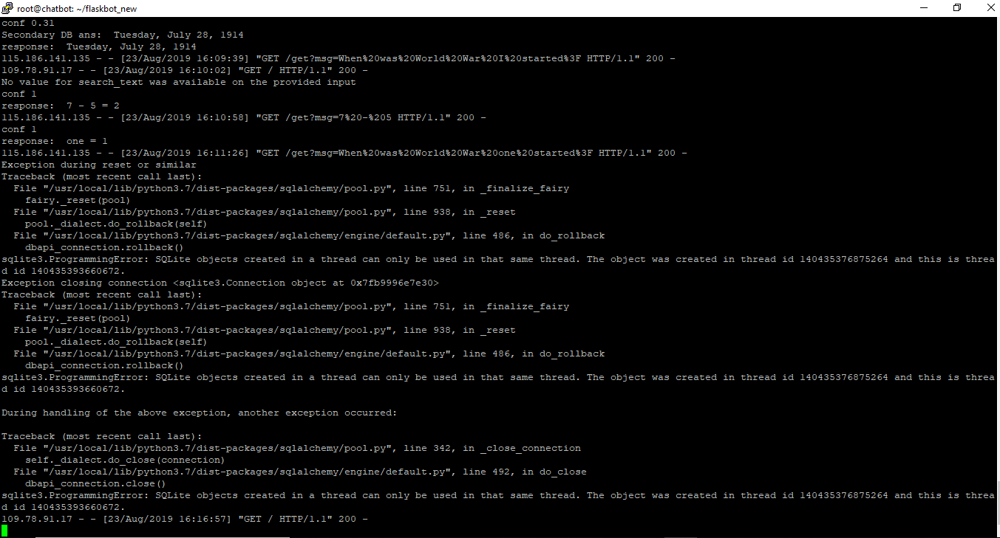 root@chatbot: ~/flaskbot_new
conf 0.31
Secondary DB ans:  Tuesday, July 28, 1914
response:  Tuesday, July 28, 1914
115.186.141.135 - - [23/Aug/2019 16:09:39] "GET /get?msg=When%20was%20World%20War%20I%20started%3F HTTP/1.1" 200 -
109.78.91.17 - - [23/Aug/2019 16:10:02] "GET / HTTP/1.1" 200 -
No value for search_text was available on the provided input
conf 1
response:  7 - 5 = 2
115.186.141.135 - - [23/Aug/2019 16:10:58] "GET /get?msg=7%20-%205 HTTP/1.1" 200 -
conf 1
response:  one = 1
115.186.141.135 - - [23/Aug/2019 16:11:26] "GET /get?msg=When%20was%20World%20War%20one%20started%3F HTTP/1.1" 200 -
Exception during reset or similar
Traceback (most recent call last):
  File "/usr/local/lib/python3.7/dist-packages/sqlalchemy/pool.py", line 751, in _finalize_fairy
    fairy._reset(pool)
  File "/usr/local/lib/python3.7/dist-packages/sqlalchemy/pool.py", line 938, in _reset
    pool._dialect.do_rollback(self)
  File "/usr/local/lib/python3.7/dist-packages/sqlalchemy/engine/default.py", line 486, in do_rollback
    dbapi_connection.rollback()
sqlite3.ProgrammingError: SQLite objects created in a thread can only be used in that same thread. The object was created in thread id 140435376875264 and this is threa
d id 140435393660672.
Exception closing connection <sqlite3.Connection object at 0x7fb9996e7e30>
Traceback (most recent call last):
  File "/usr/local/lib/python3.7/dist-packages/sqlalchemy/pool.py", line 751, in _finalize_fairy
    fairy._reset(pool)
  File "/usr/local/lib/python3.7/dist-packages/sqlalchemy/pool.py", line 938, in _reset
    pool._dialect.do_rollback(self)
  File "/usr/local/lib/python3.7/dist-packages/sqlalchemy/engine/default.py", line 486, in do_rollback
    dbapi_connection.rollback()
sqlite3.ProgrammingError: SQLite objects created in a thread can only be used in that same thread. The object was created in thread id 140435376875264 and this is threa
d id 140435393660672.

During handling of the above exception, another exception occurred:

Traceback (most recent call last):
  File "/usr/local/lib/python3.7/dist-packages/sqlalchemy/pool.py", line 342, in _close_connection
    self._dialect.do_close(connection)
  File "/usr/local/lib/python3.7/dist-packages/sqlalchemy/engine/default.py", line 492, in do_close
    dbapi_connection.close()
sqlite3.ProgrammingError: SQLite objects created in a thread can only be used in that same thread. The object was created in thread id 140435376875264 and this is threa
d id 140435393660672.
109.78.91.17 - - [23/Aug/2019 16:16:57] "GET / HTTP/1.1" 200 -